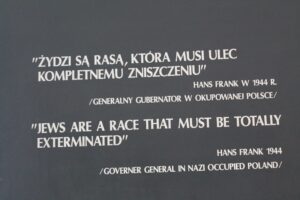 "ŻYDZI SĄ RASĄ, KTÓRA MUSI ULEC
KOMPLETNEMU ZNISZCZENIU"
HANS FRANK W 1944 R.
/GENERALNY GUBERNATOR W OKUPOWANEJ POLSCE/
"JEWS ARE A RACE THAT MUST BE TOTALLY
EXTERMINATED"
HANS FRANK 1944
/GOVERNER GENERAL IN NAZI OCCUPIED POLAND/